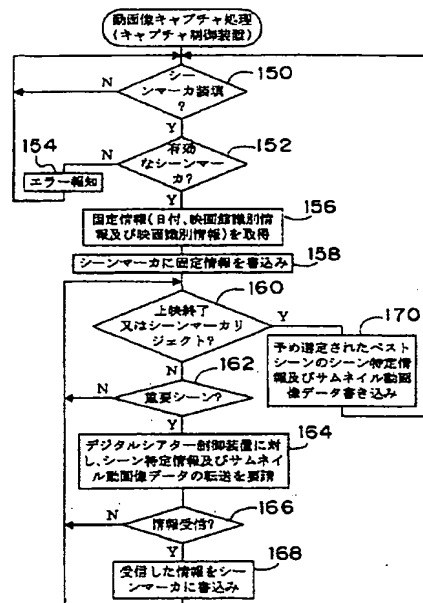 動画像キャプチャ処理
(キャプチャ制御装置)
150
シー
ンマーカ装填
?
N
Y
152
有効
なシーンマー
カ?
N
154
エラー報知
Y
156
固定情報(日付、映画館識別情
報及び映画識別情報)を取得
158
シーンマーカに固定情報を書込み
160
上映終了
又はシーンマーカリ
ジェクト?
Y
170
予め選定されたベスト
シーンのシーン特定情
報及びサムネイル動画
像データ書き込み
N
162
重要シーン?
N
Y
164
デジタルシアター制御装置に対
し、シーン特定情報及びサムネイ
ル動画像データの転送を要請
166
情報受信?
N
Y
168
受信した情報をシーン
マーカに書込み